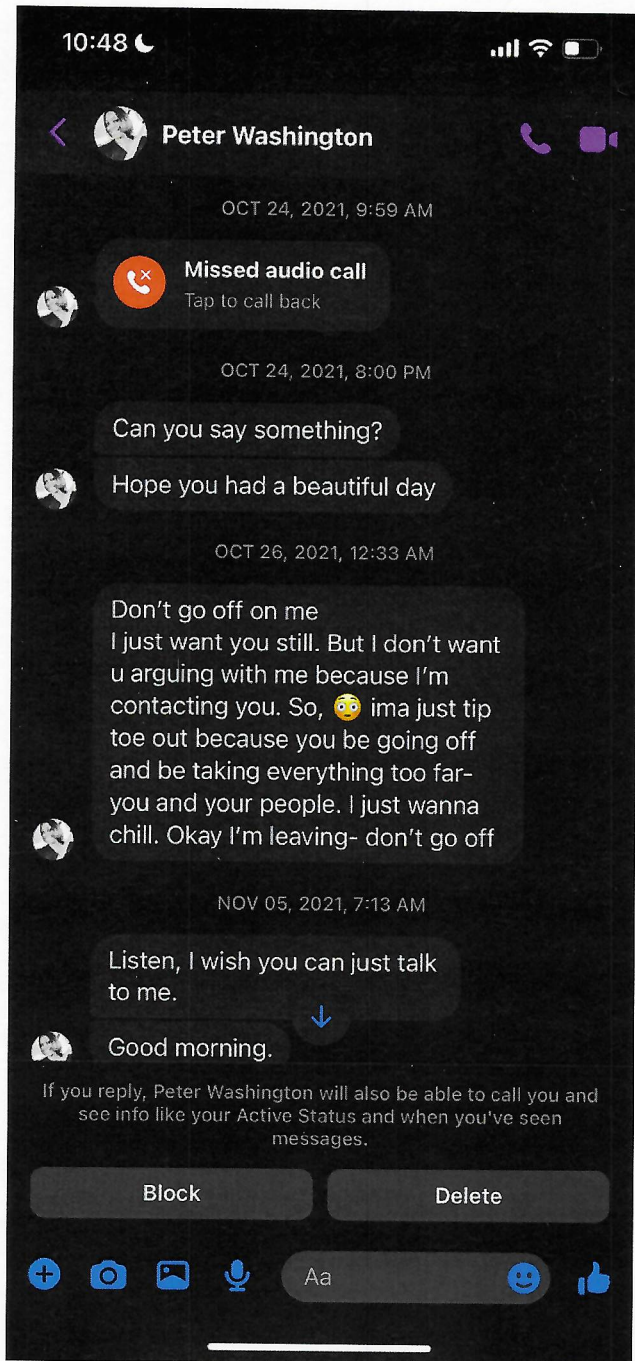 10:48
Peter Washington
OCT 24, 2021, 9:59 AM
Missed audio call
Tap to call back
OCT 24, 2021, 8:00 PM
Can you say something?
Hope you had a beautiful day
OCT 26, 2021, 12:33 AM
Don't go off on me
I just want you still. But I don't want
u arguing with me because I'm
contacting you. So, 😳 ima just tip
toe out because you be going off
and be taking everything too far-
you and your people. I just wanna
chill. Okay I'm leaving- don't go off
NOV 05, 2021, 7:13 AM
Listen, I wish you can just talk
to me.
Good morning.
If you reply, Peter Washington will also be able to call you and
see info like your Active Status and when you've seen
messages.
Block
Delete
Aa